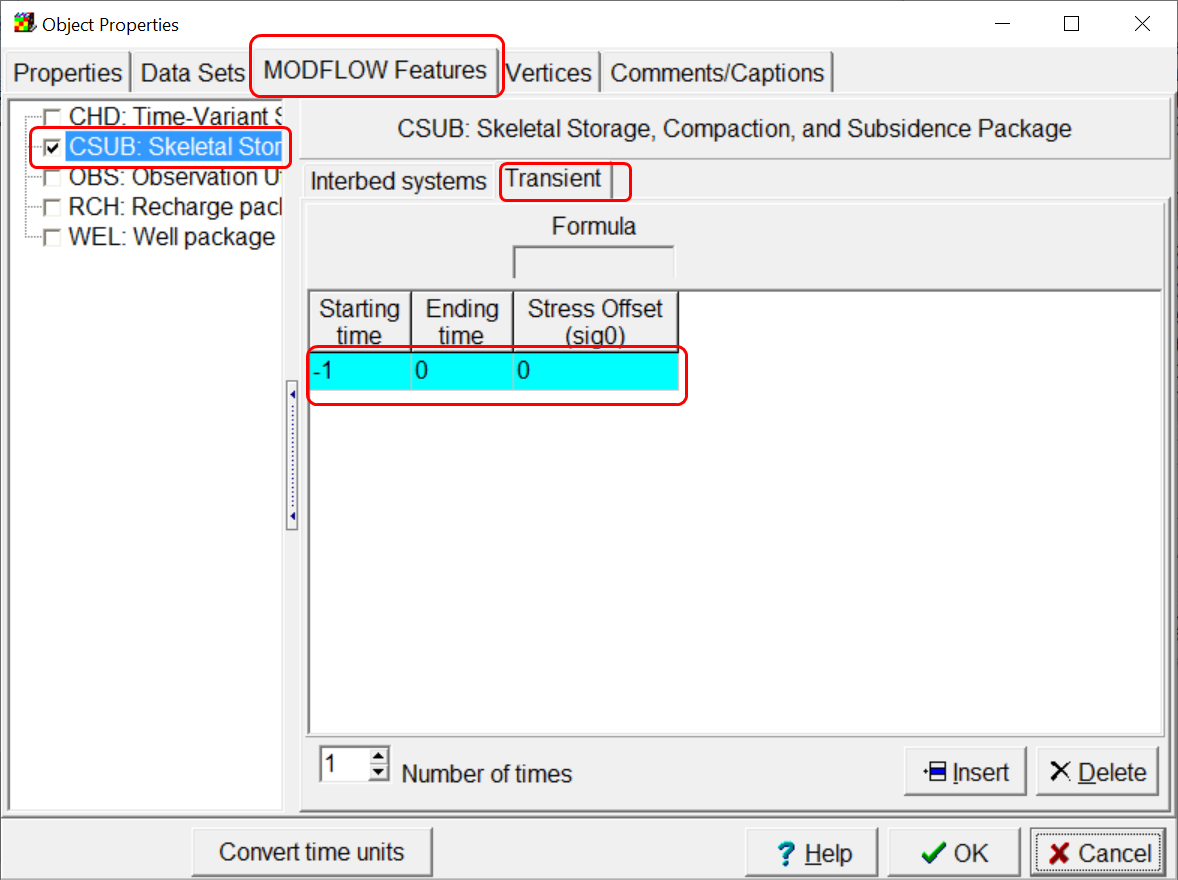 Object Properties
Properties Data Sets MODFLOW Features Vertices Comments/Captions
CHD: Time-Variant S
CSUB: Skeletal Stor
OBS: Observation U
RCH: Recharge pack
WEL: Well package
CSUB: Skeletal Storage, Compaction, and Subsidence Package
Interbed systems Transient
Formula
Starting time
Ending time
Stress Offset (sig0)
-1 0 0
1 Number of times
Insert Delete
Convert time units Help OK Cancel